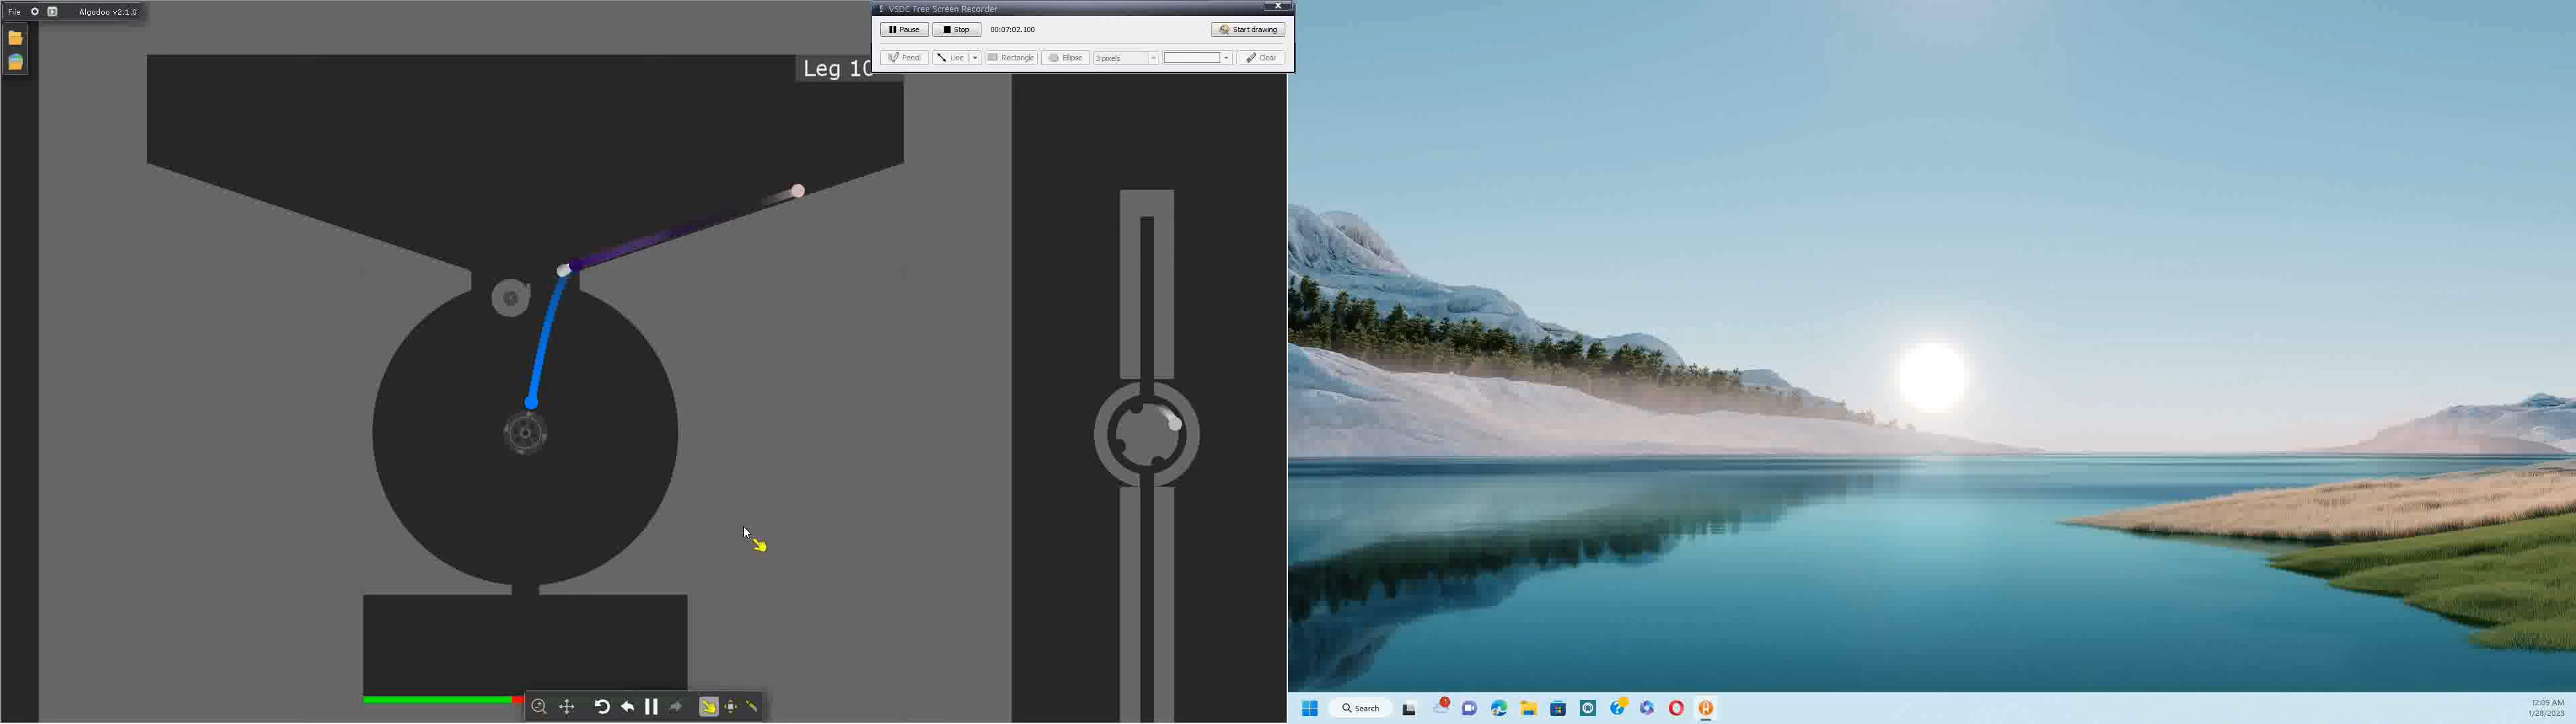 File
Algodoo v2.1.0
Leg 10
VSDC Free Screen Recorder
Pause
Stop
00:07:02.100
Start drawing
Pencil
Line
Rectangle
Ellipse
3 pixels
Clear
Search
1
12:09 AM
1/28/2023